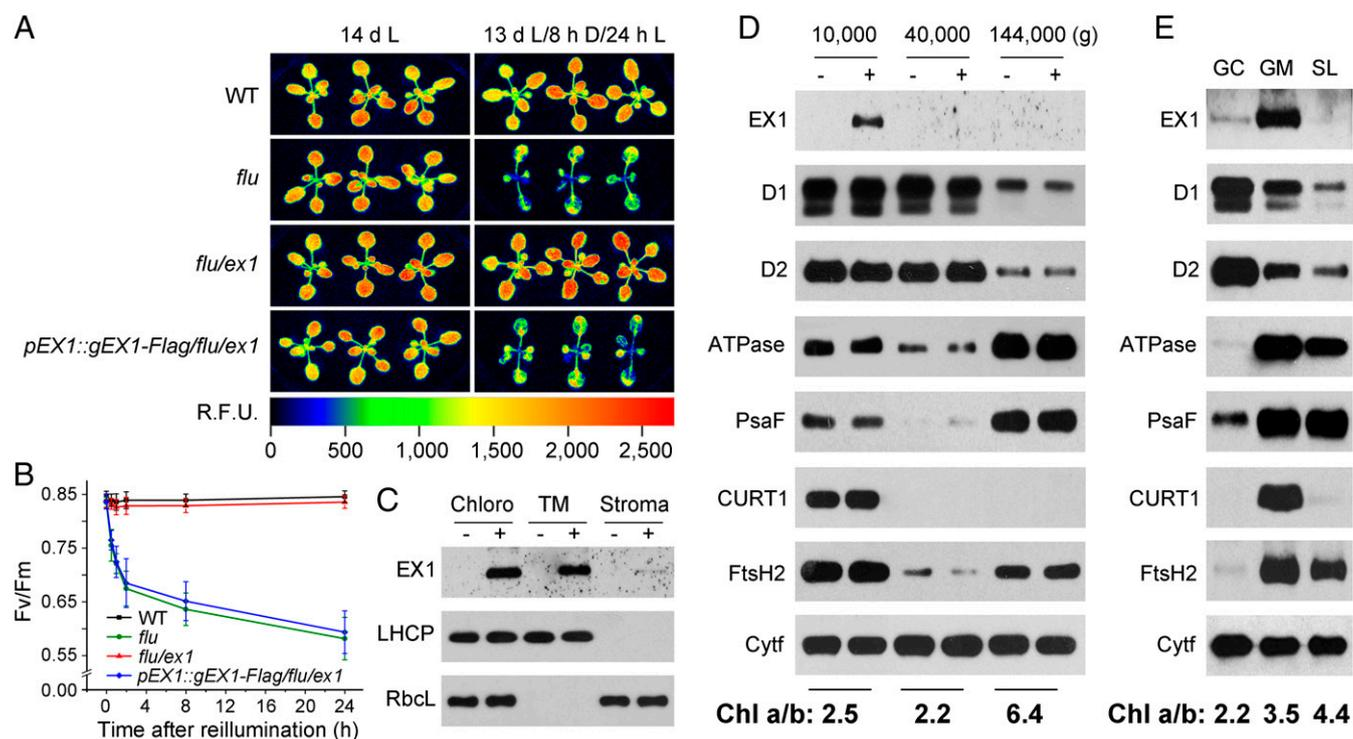 A
14 d L
13 d L/8 h D/24 h L
WT
flu
flu/ex1
pEX1::gEX1-Flag/flu/ex1
R.F.U.
0 500 1,000 1,500 2,000 2,500
B
Fv/Fm
0.85
0.75
0.65
0.55
0.00
WT
flu
flu/ex1
pEX1::gEX1-Flag/flu/ex1
0 4 8 12 16 20 24
Time after reillumination (h)
C
Chloro TM Stroma
- + - + - +
EX1
LHCP
RbcL
D
10,000 40,000 144,000 (g)
- + - + - +
EX1
D1
D2
ATPase
PsaF
CURT1
FtsH2
Cytf
Chl a/b: 2.5 2.2 6.4
E
GC GM SL
EX1
D1
D2
ATPase
PsaF
CURT1
FtsH2
Cytf
Chl a/b: 2.2 3.5 4.4